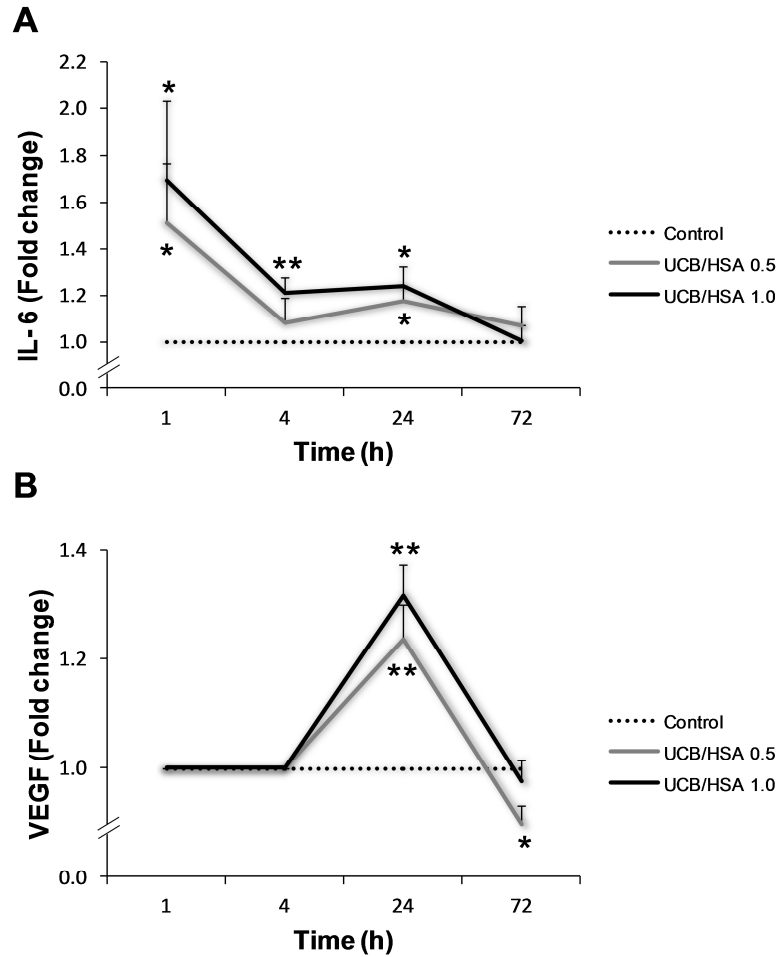 A
IL- 6 (Fold change)
2.2
2.0
1.8
1.6
1.4
1.2
1.0
0.0
*
*
**
*
*
1 4 24 72
Time (h)
Control
UCB/HSA 0.5
UCB/HSA 1.0
B
VEGF (Fold change)
1.4
1.2
1.0
0.0
**
**
*
1 4 24 72
Time (h)
Control
UCB/HSA 0.5
UCB/HSA 1.0